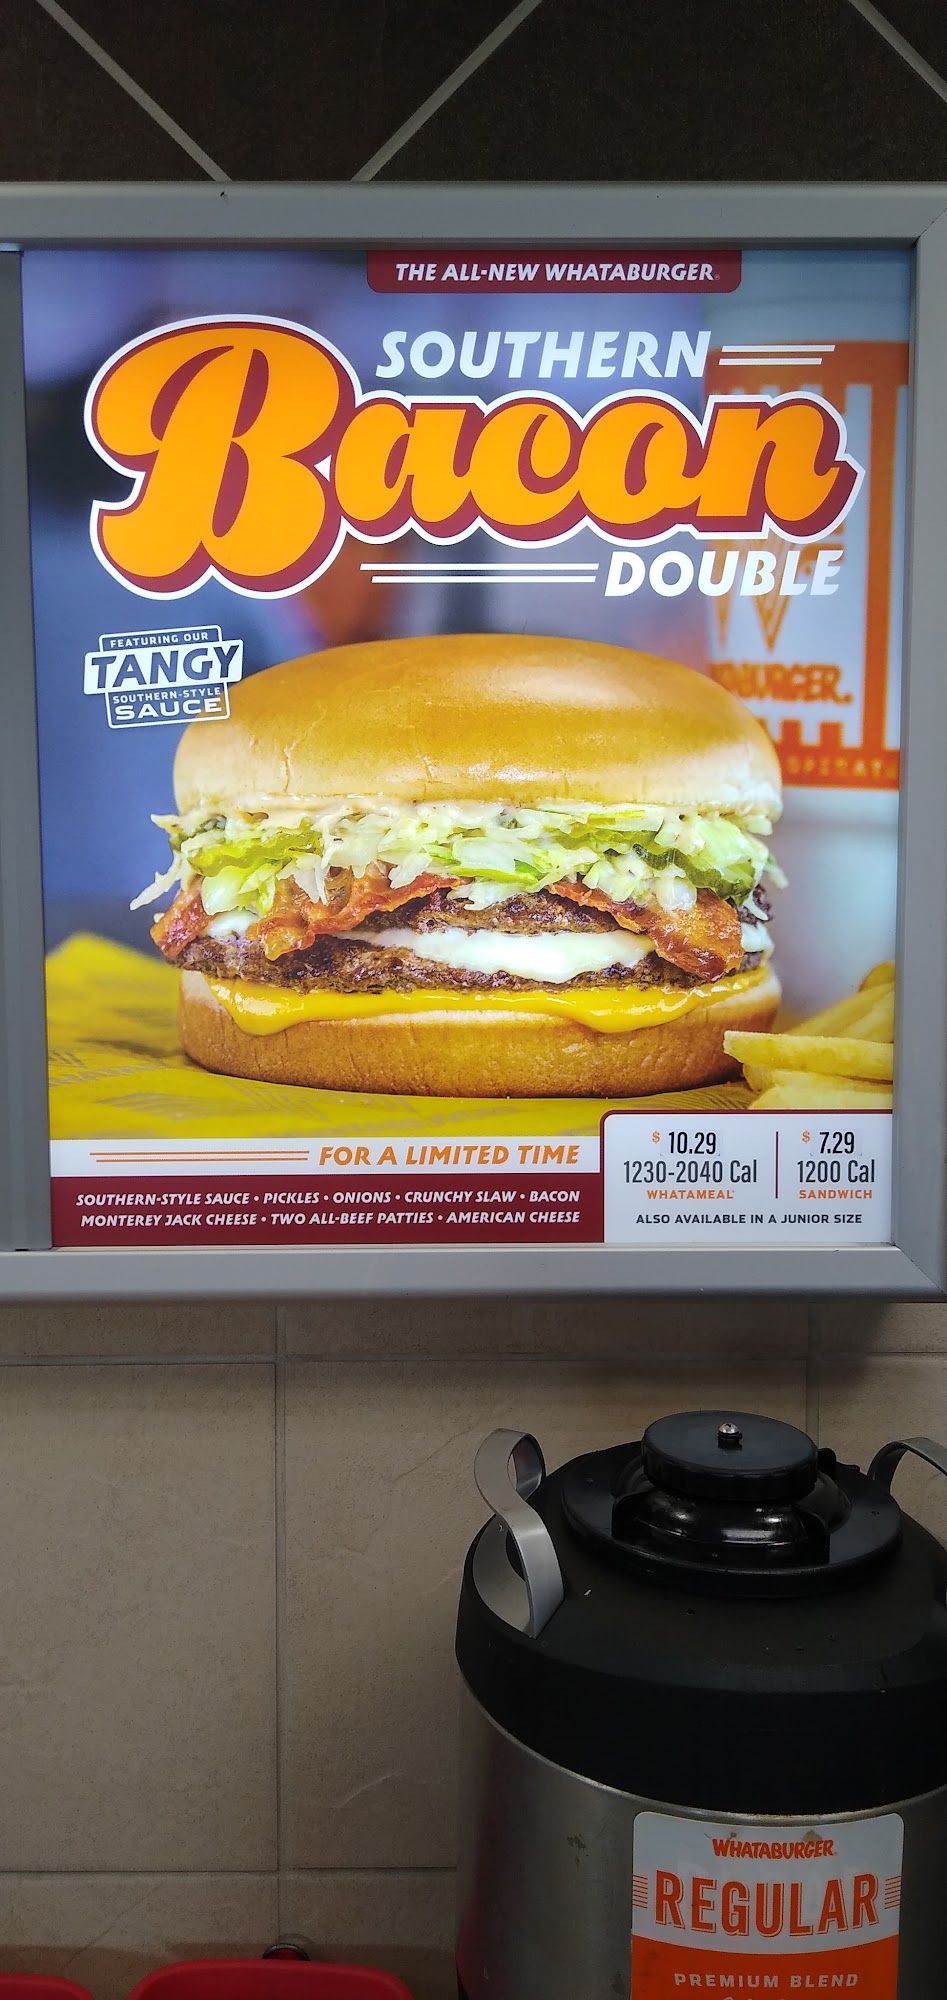 THE ALL-NEW WHATABURGER®
SOUTHERN
Bacon
DOUBLE
FEATURING OUR
TANGY
SOUTHERN-STYLE
SAUCE
BURGER®
OPERAT
FOR A LIMITED TIME
SOUTHERN-STYLE SAUCE • PICKLES • ONIONS • CRUNCHY SLAW • BACON
MONTEREY JACK CHEESE • TWO ALL-BEEF PATTIES • AMERICAN CHEESE
$ 10.29
1230-2040 Cal
WHATAMEAL®
$ 7.29
1200 Cal
SANDWICH
ALSO AVAILABLE IN A JUNIOR SIZE
WHATABURGER®
REGULAR
PREMIUM BLEND